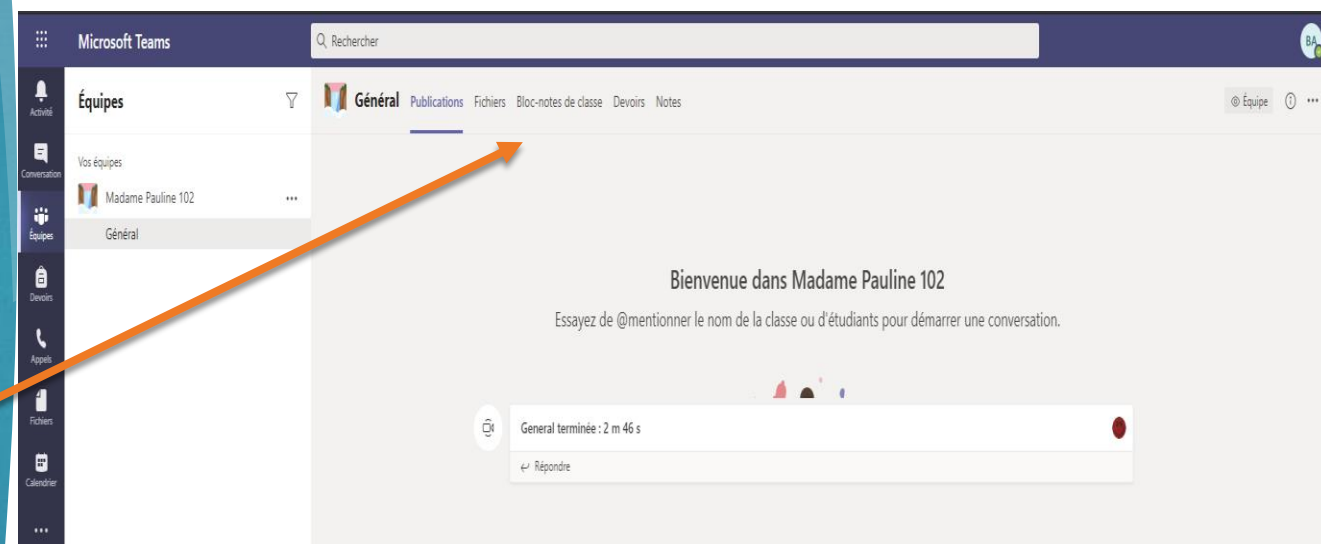 Microsoft Teams
Rechercher
BA
Activité
Conversation
Équipes
Devoirs
Appels
Fichiers
Calendrier
Équipes
Vos équipes
Madame Pauline 102
Général
Général Publications Fichiers Bloc-notes de classe Devoirs Notes
Équipe
Bienvenue dans Madame Pauline 102
Essayez de @mentionner le nom de la classe ou d'étudiants pour démarrer une conversation.
General terminée : 2 m 46 s
Répondre